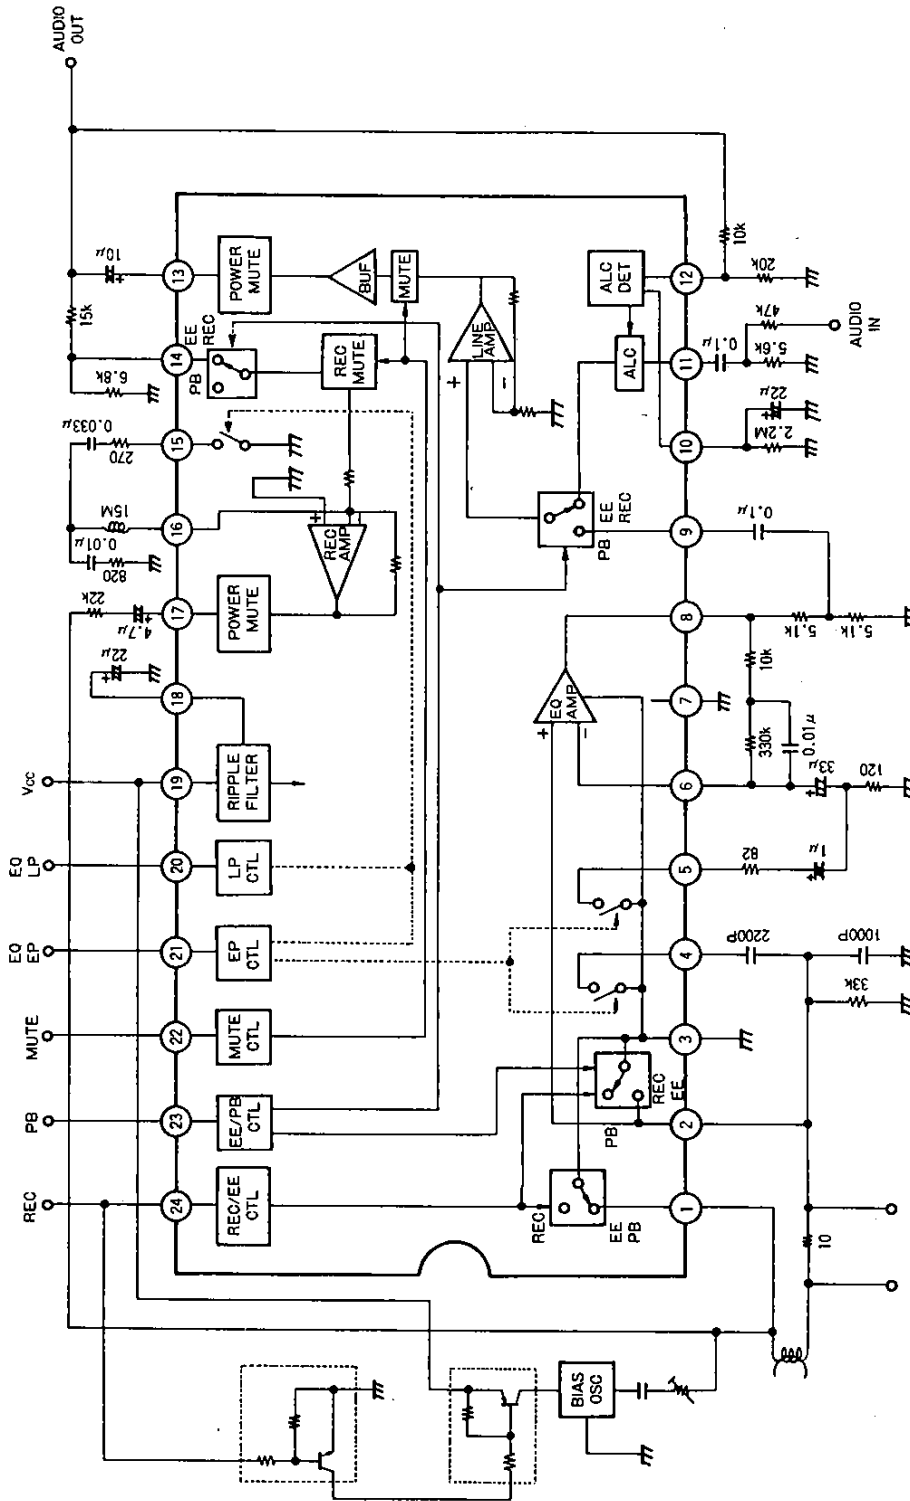 REC
PB
MUTE
EQ
EP
EQ
LP
Vcc
22μ
+
4.7μ
+
22k
820
0.01μ
15M
270
0.033μ
6.8k
15k
10μ
+
AUDIO
OUT
24
23
22
21
20
19
18
17
16
15
14
13
REC/EE
CTL
EE/PB
CTL
MUTE
CTL
EP
CTL
LP
CTL
RIPPLE
FILTER
POWER
MUTE
PB
EE
REC
POWER
MUTE
REC
AMP
+
REC
MUTE
BUF
MUTE
LINE
AMP
+
-
BIAS
OSC
REC
EE
PB
PB
REC
EE
EQ
AMP
+
-
PB
EE
REC
ALC
ALC
DET
1
2
3
4
5
6
7
8
9
10
11
12
10
33k
2200P
1000P
82
1μ
+
120
33μ
+
330k
0.01μ
10k
5.1k
5.1k
0.1μ
2.2M
22μ
+
0.1μ
5.6k
47k
AUDIO
IN
20k
10k